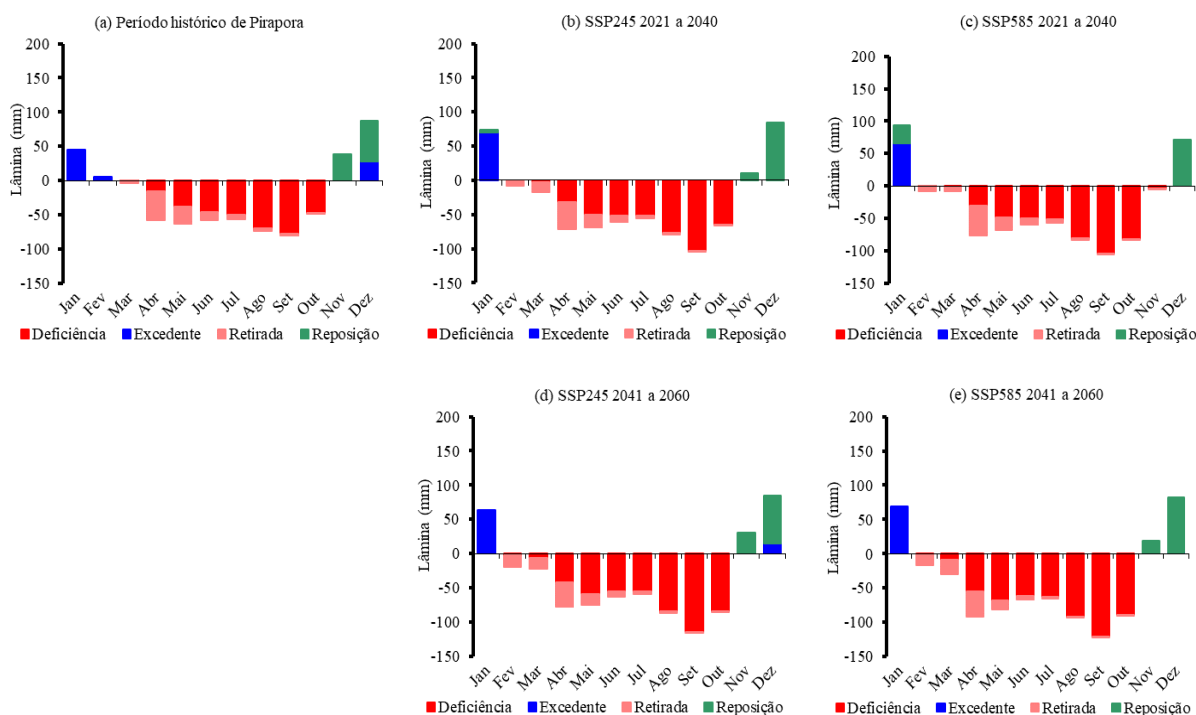 (a) Período histórico de Pirapora
Lâmina (mm)
200
150
100
50
0
-50
-100
-150
Jan Fev Mar Abr Mai Jun Jul Ago Set Out Nov Dez
Deficiência Excedente Retirada Reposição
(b) SSP245 2021 a 2040
Lâmina (mm)
200
150
100
50
0
-50
-100
-150
Jan Fev Mar Abr Mai Jun Jul Ago Set Out Nov Dez
Deficiência Excedente Retirada Reposição
(c) SSP585 2021 a 2040
Lâmina (mm)
200
150
100
50
0
-50
-100
-150
Jan Fev Mar Abr Mai Jun Jul Ago Set Out Nov Dez
Deficiência Excedente Retirada Reposição
(d) SSP245 2041 a 2060
Lâmina (mm)
200
150
100
50
0
-50
-100
-150
Jan Fev Mar Abr Mai Jun Jul Ago Set Out Nov Dez
Deficiência Excedente Retirada Reposição
(e) SSP585 2041 a 2060
Lâmina (mm)
200
150
100
50
0
-50
-100
-150
Jan Fev Mar Abr Mai Jun Jul Ago Set Out Nov Dez
Deficiência Excedente Retirada Reposição